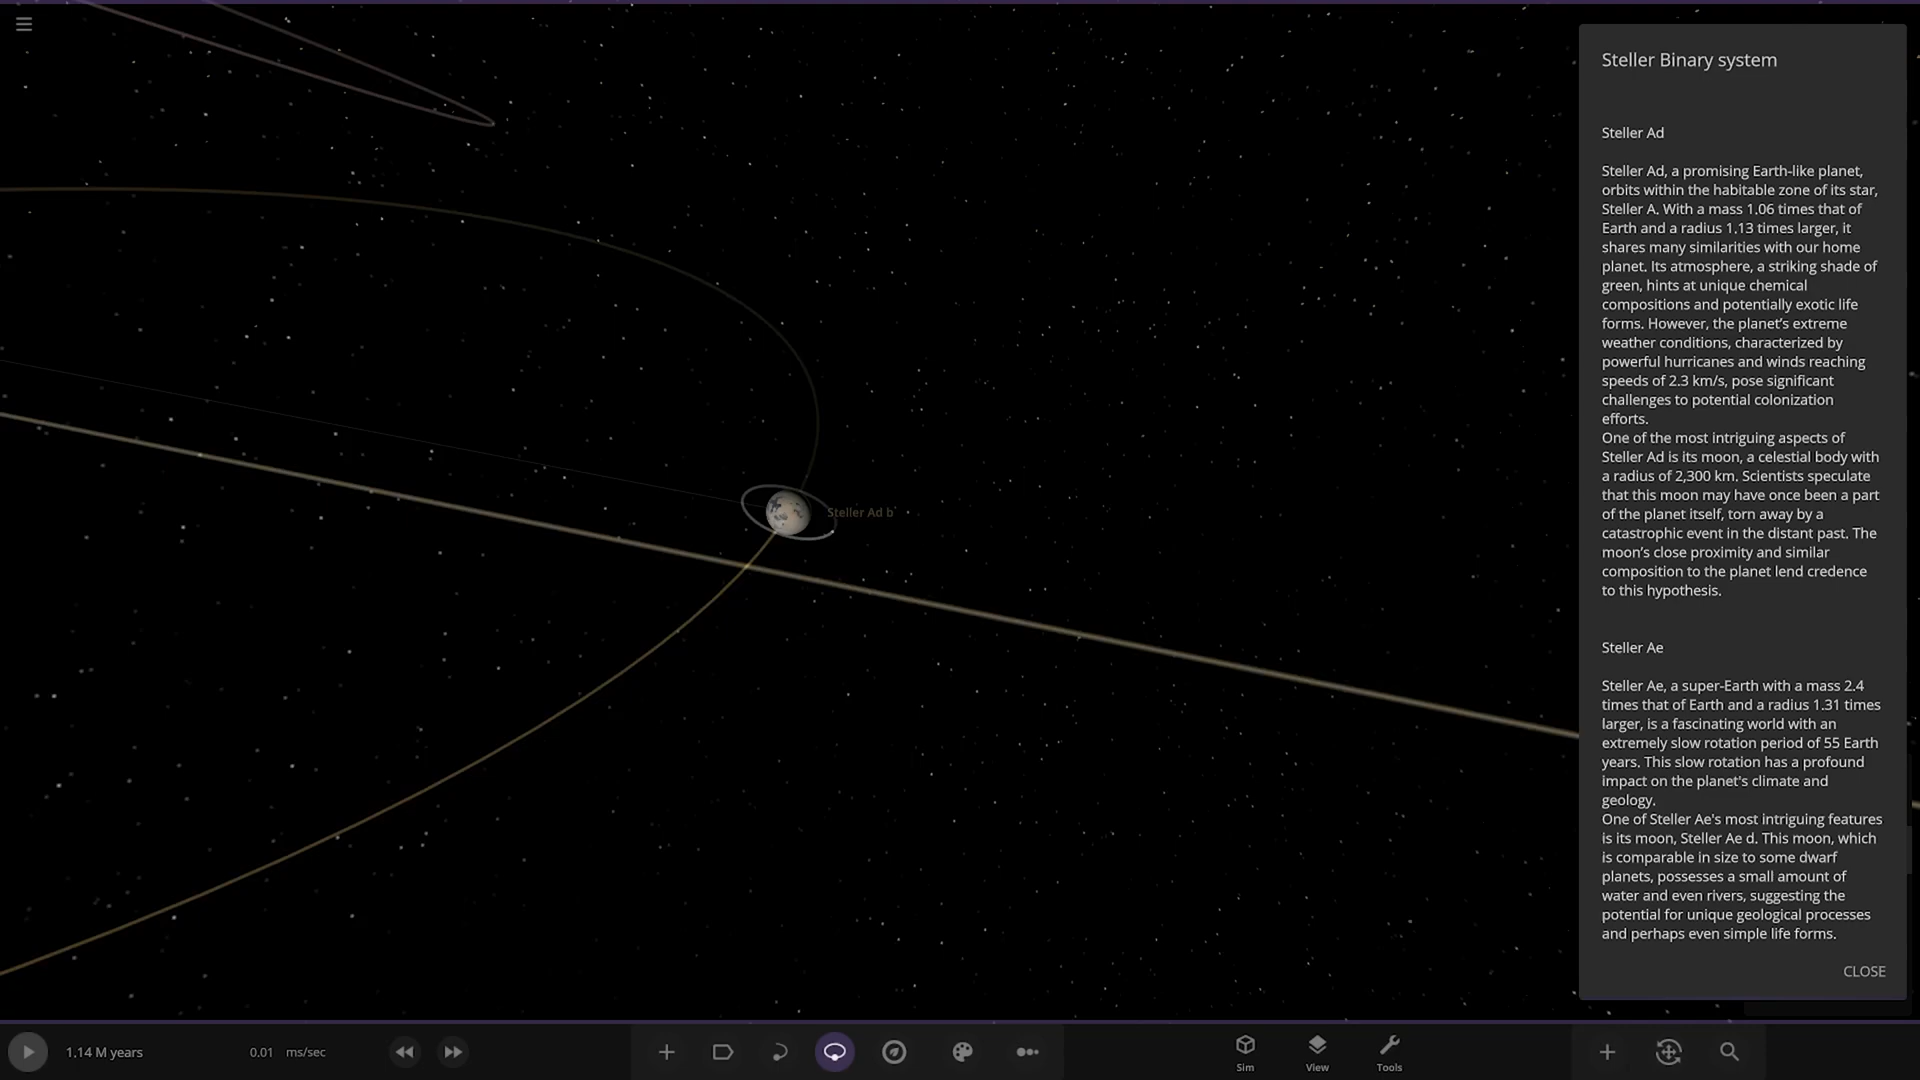 Steller Binary system
Steller Ad
Steller Ad, a promising Earth-like planet,
orbits within the habitable zone of its star,
Steller A. With a mass 1.06 times that of
Earth and a radius 1.13 times larger, it
shares many similarities with our home
planet. Its atmosphere, a striking shade of
green, hints at unique chemical
compositions and potentially exotic life
forms. However, the planet’s extreme
weather conditions, characterized by
powerful hurricanes and winds reaching
speeds of 2.3 km/s, pose significant
challenges to potential colonization
efforts.
One of the most intriguing aspects of
Steller Ad is its moon, a celestial body with
a radius of 2,300 km. Scientists speculate
that this moon may have once been a part
of the planet itself, torn away by a
catastrophic event in the distant past. The
moon’s close proximity and similar
composition to the planet lend credence
to this hypothesis.
Steller Ae
Steller Ae, a super-Earth with a mass 2.4
times that of Earth and a radius 1.31 times
larger, is a fascinating world with an
extremely slow rotation period of 55 Earth
years. This slow rotation has a profound
impact on the planet's climate and
geology.
One of Steller Ae's most intriguing features
is its moon, Steller Ae d. This moon, which
is comparable in size to some dwarf
planets, possesses a small amount of
water and even rivers, suggesting the
potential for unique geological processes
and perhaps even simple life forms.
CLOSE
Steller Ad b
1.14 M years
0.01 ms/sec
Sim
View
Tools